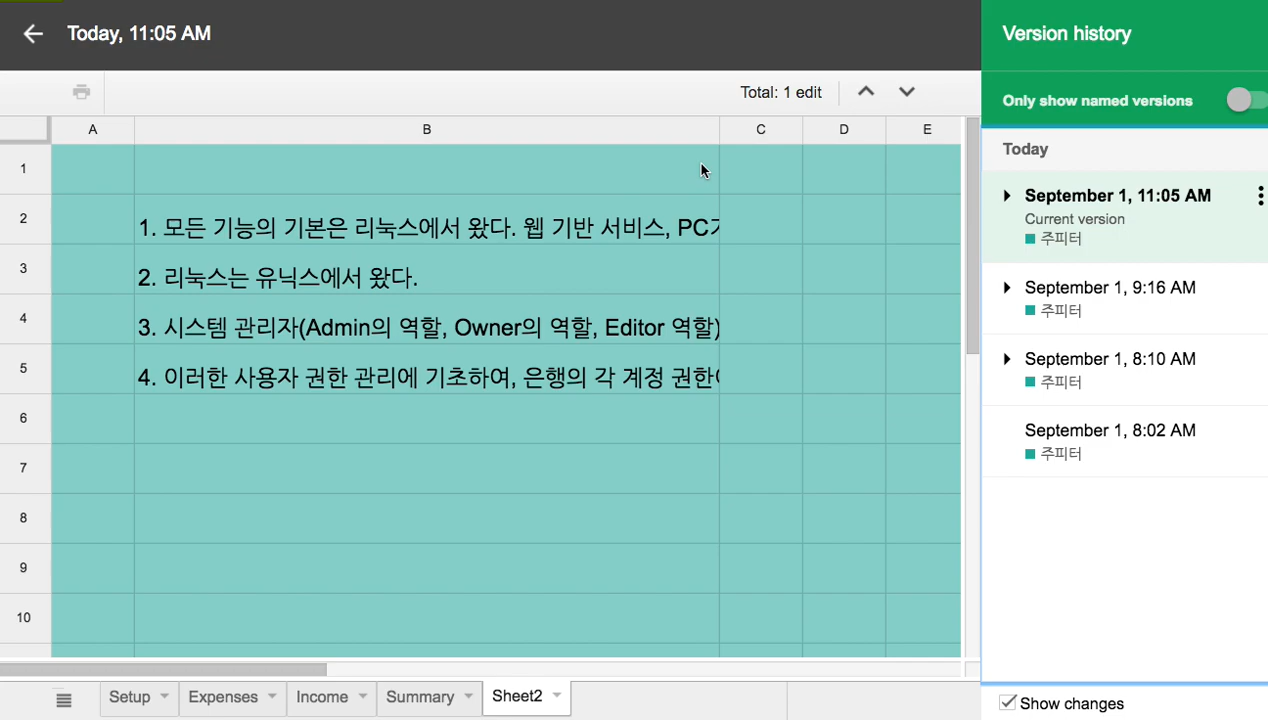 Today, 11:05 AM
Version history
Total: 1 edit
Only show named versions
A B C D E
Today
1
September 1, 11:05 AM
Current version
주피터
2 1. 모든 기능의 기본은 리눅스에서 왔다. 웹 기반 서비스,
3 2. 리눅스는 유닉스에서 왔다.
September 1, 9:16 AM
주피터
4 3. 시스템 관리자(Admin의 역할, Owner의 역할, Editor 역할)
September 1, 8:10 AM
주피터
5 4. 이러한 사용자 권한 관리에 기초하여, 은행의 각 계정
6
September 1, 8:02 AM
주피터
7
8
9
10
Setup Expenses Income Summary Sheet2
Show changes